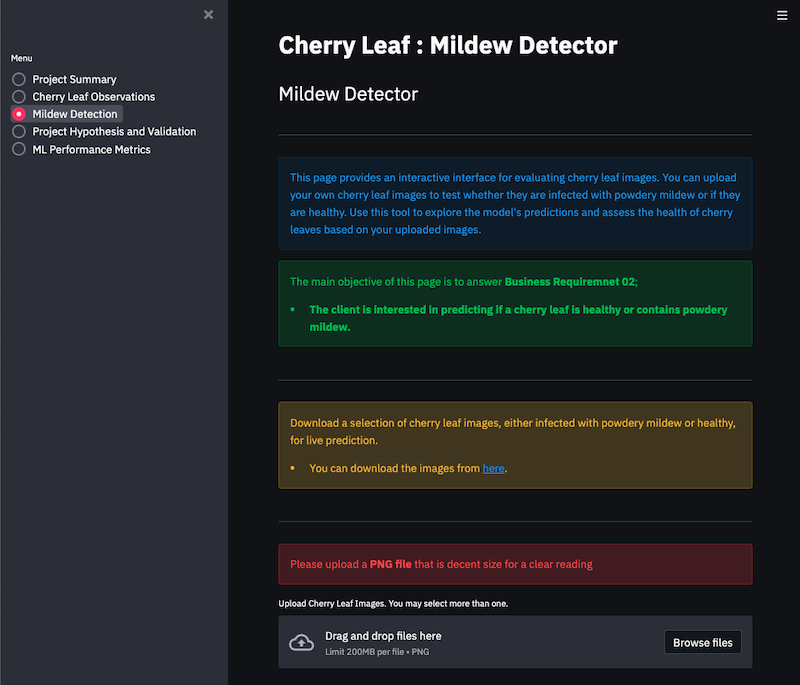 Menu
Project Summary
Cherry Leaf Observations
Mildew Detection
Project Hypothesis and Validation
ML Performance Metrics
Cherry Leaf : Mildew Detector
Mildew Detector
This page provides an interactive interface for evaluating cherry leaf images. You can upload
your own cherry leaf images to test whether they are infected with powdery mildew or if they
are healthy. Use this tool to explore the model's predictions and assess the health of cherry
leaves based on your uploaded images.
The main objective of this page is to answer Business Requiremnet 02;
• The client is interested in predicting if a cherry leaf is healthy or contains powdery
mildew.
Download a selection of cherry leaf images, either infected with powdery mildew or healthy,
for live prediction.
• You can download the images from here.
Please upload a PNG file that is decent size for a clear reading
Upload Cherry Leaf Images. You may select more than one.
Drag and drop files here
Limit 200MB per file • PNG
Browse files